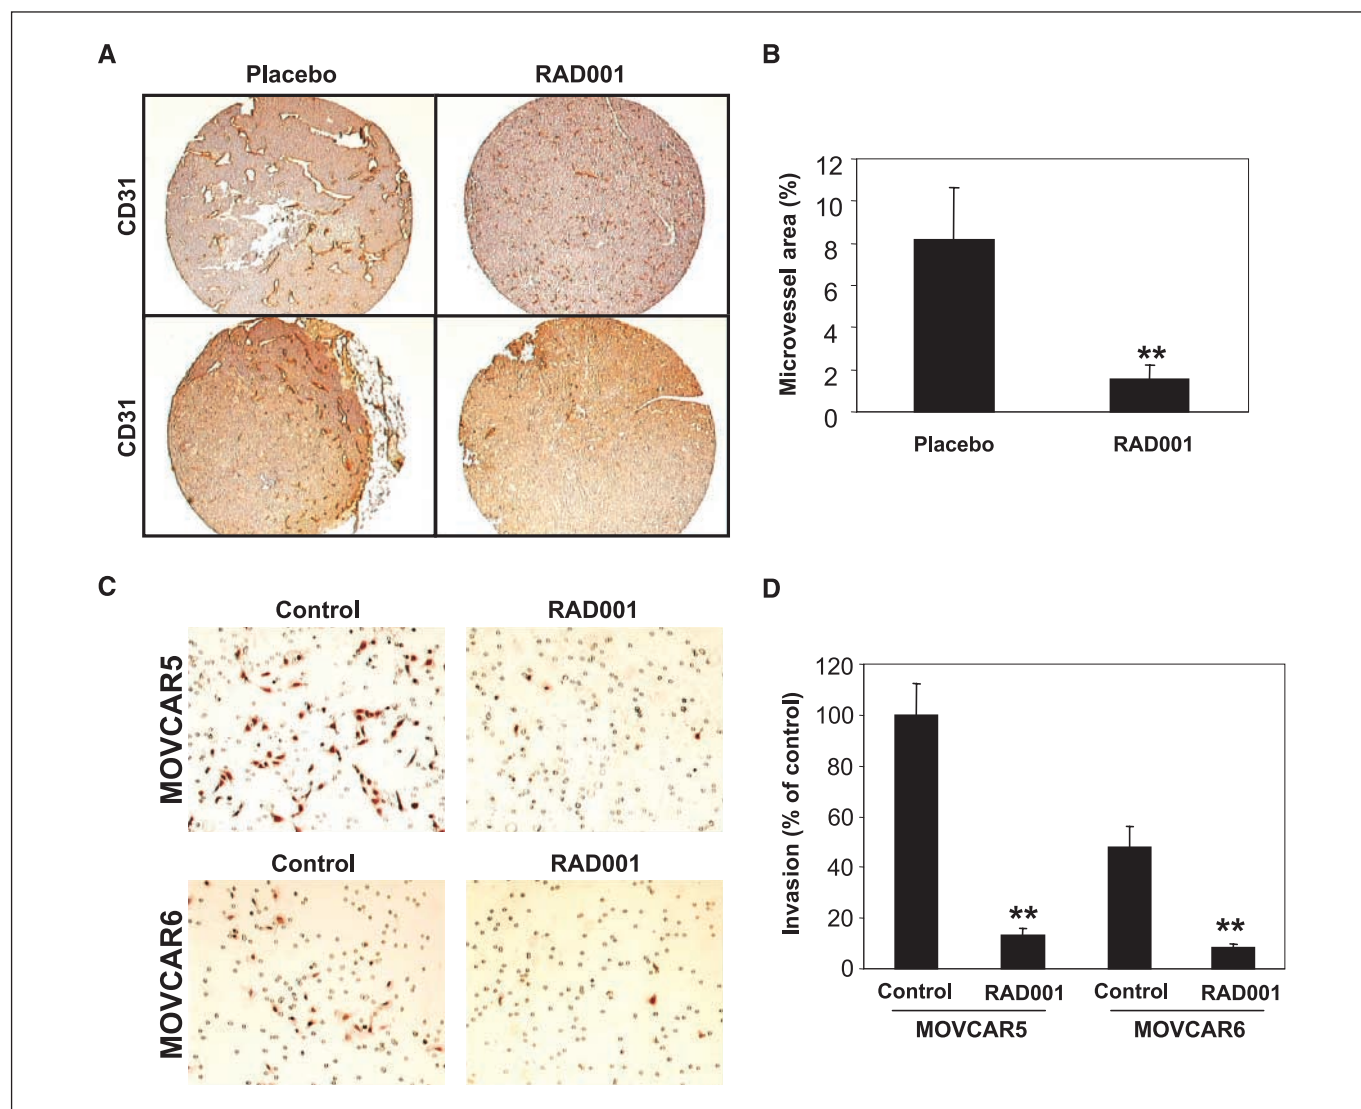 A
Placebo
RAD001
CD31
CD31
B
Microvessel area (%)
12
10
8
6
4
2
0
**
Placebo
RAD001
C
Control
RAD001
MOVCAR5
Control
RAD001
MOVCAR6
D
Invasion (% of control)
120
100
80
60
40
20
0
**
**
Control
RAD001
Control
RAD001
MOVCAR5
MOVCAR6